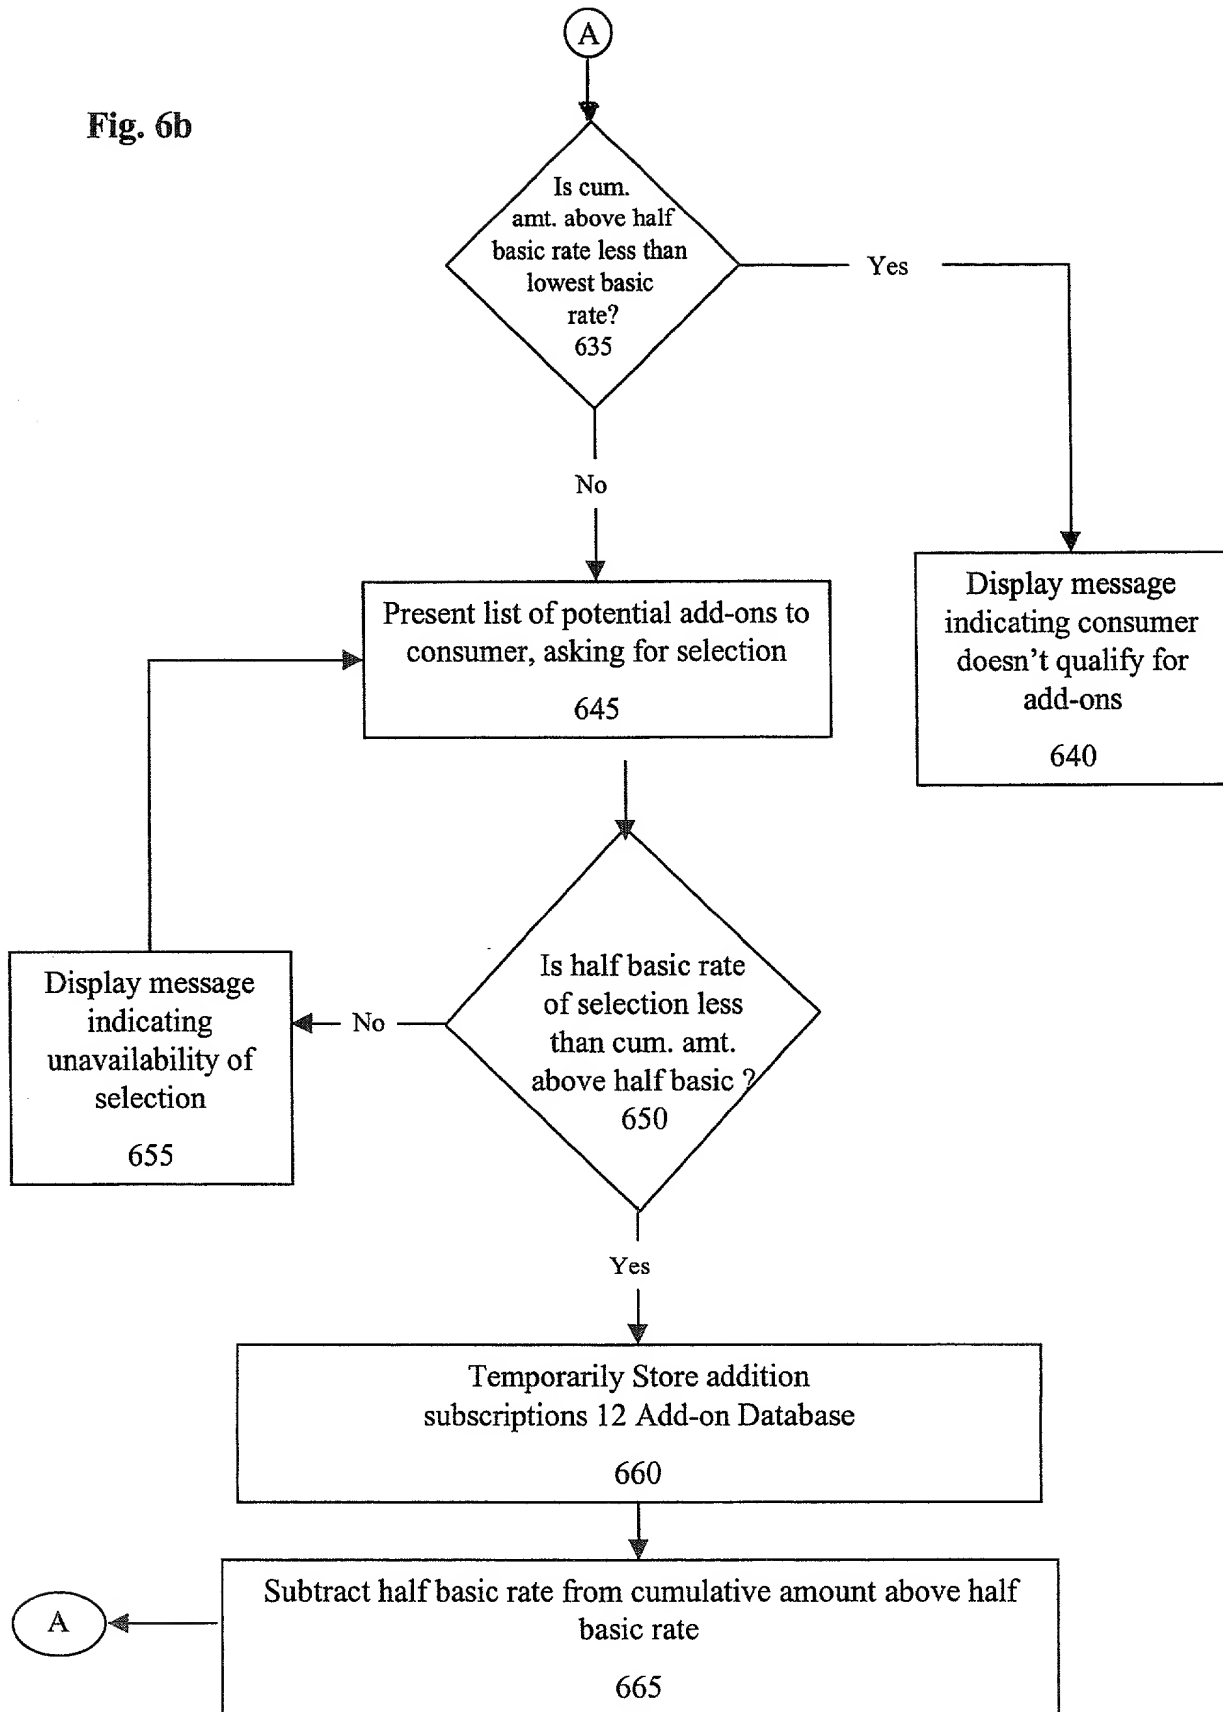 A
Fig. 6b
Is cum.
amt. above half
basic rate less than
lowest basic
rate?
635
Yes
No
Present list of potential add-ons to
consumer, asking for selection
645
Display message
indicating consumer
doesn't qualify for
add-ons
640
Is half basic rate
of selection less
than cum. amt.
above half basic ?
650
No
Display message
indicating
unavailability of
selection
655
Yes
Temporarily Store addition
subscriptions 12 Add-on Database
660
Subtract half basic rate from cumulative amount above half
basic rate
665
A